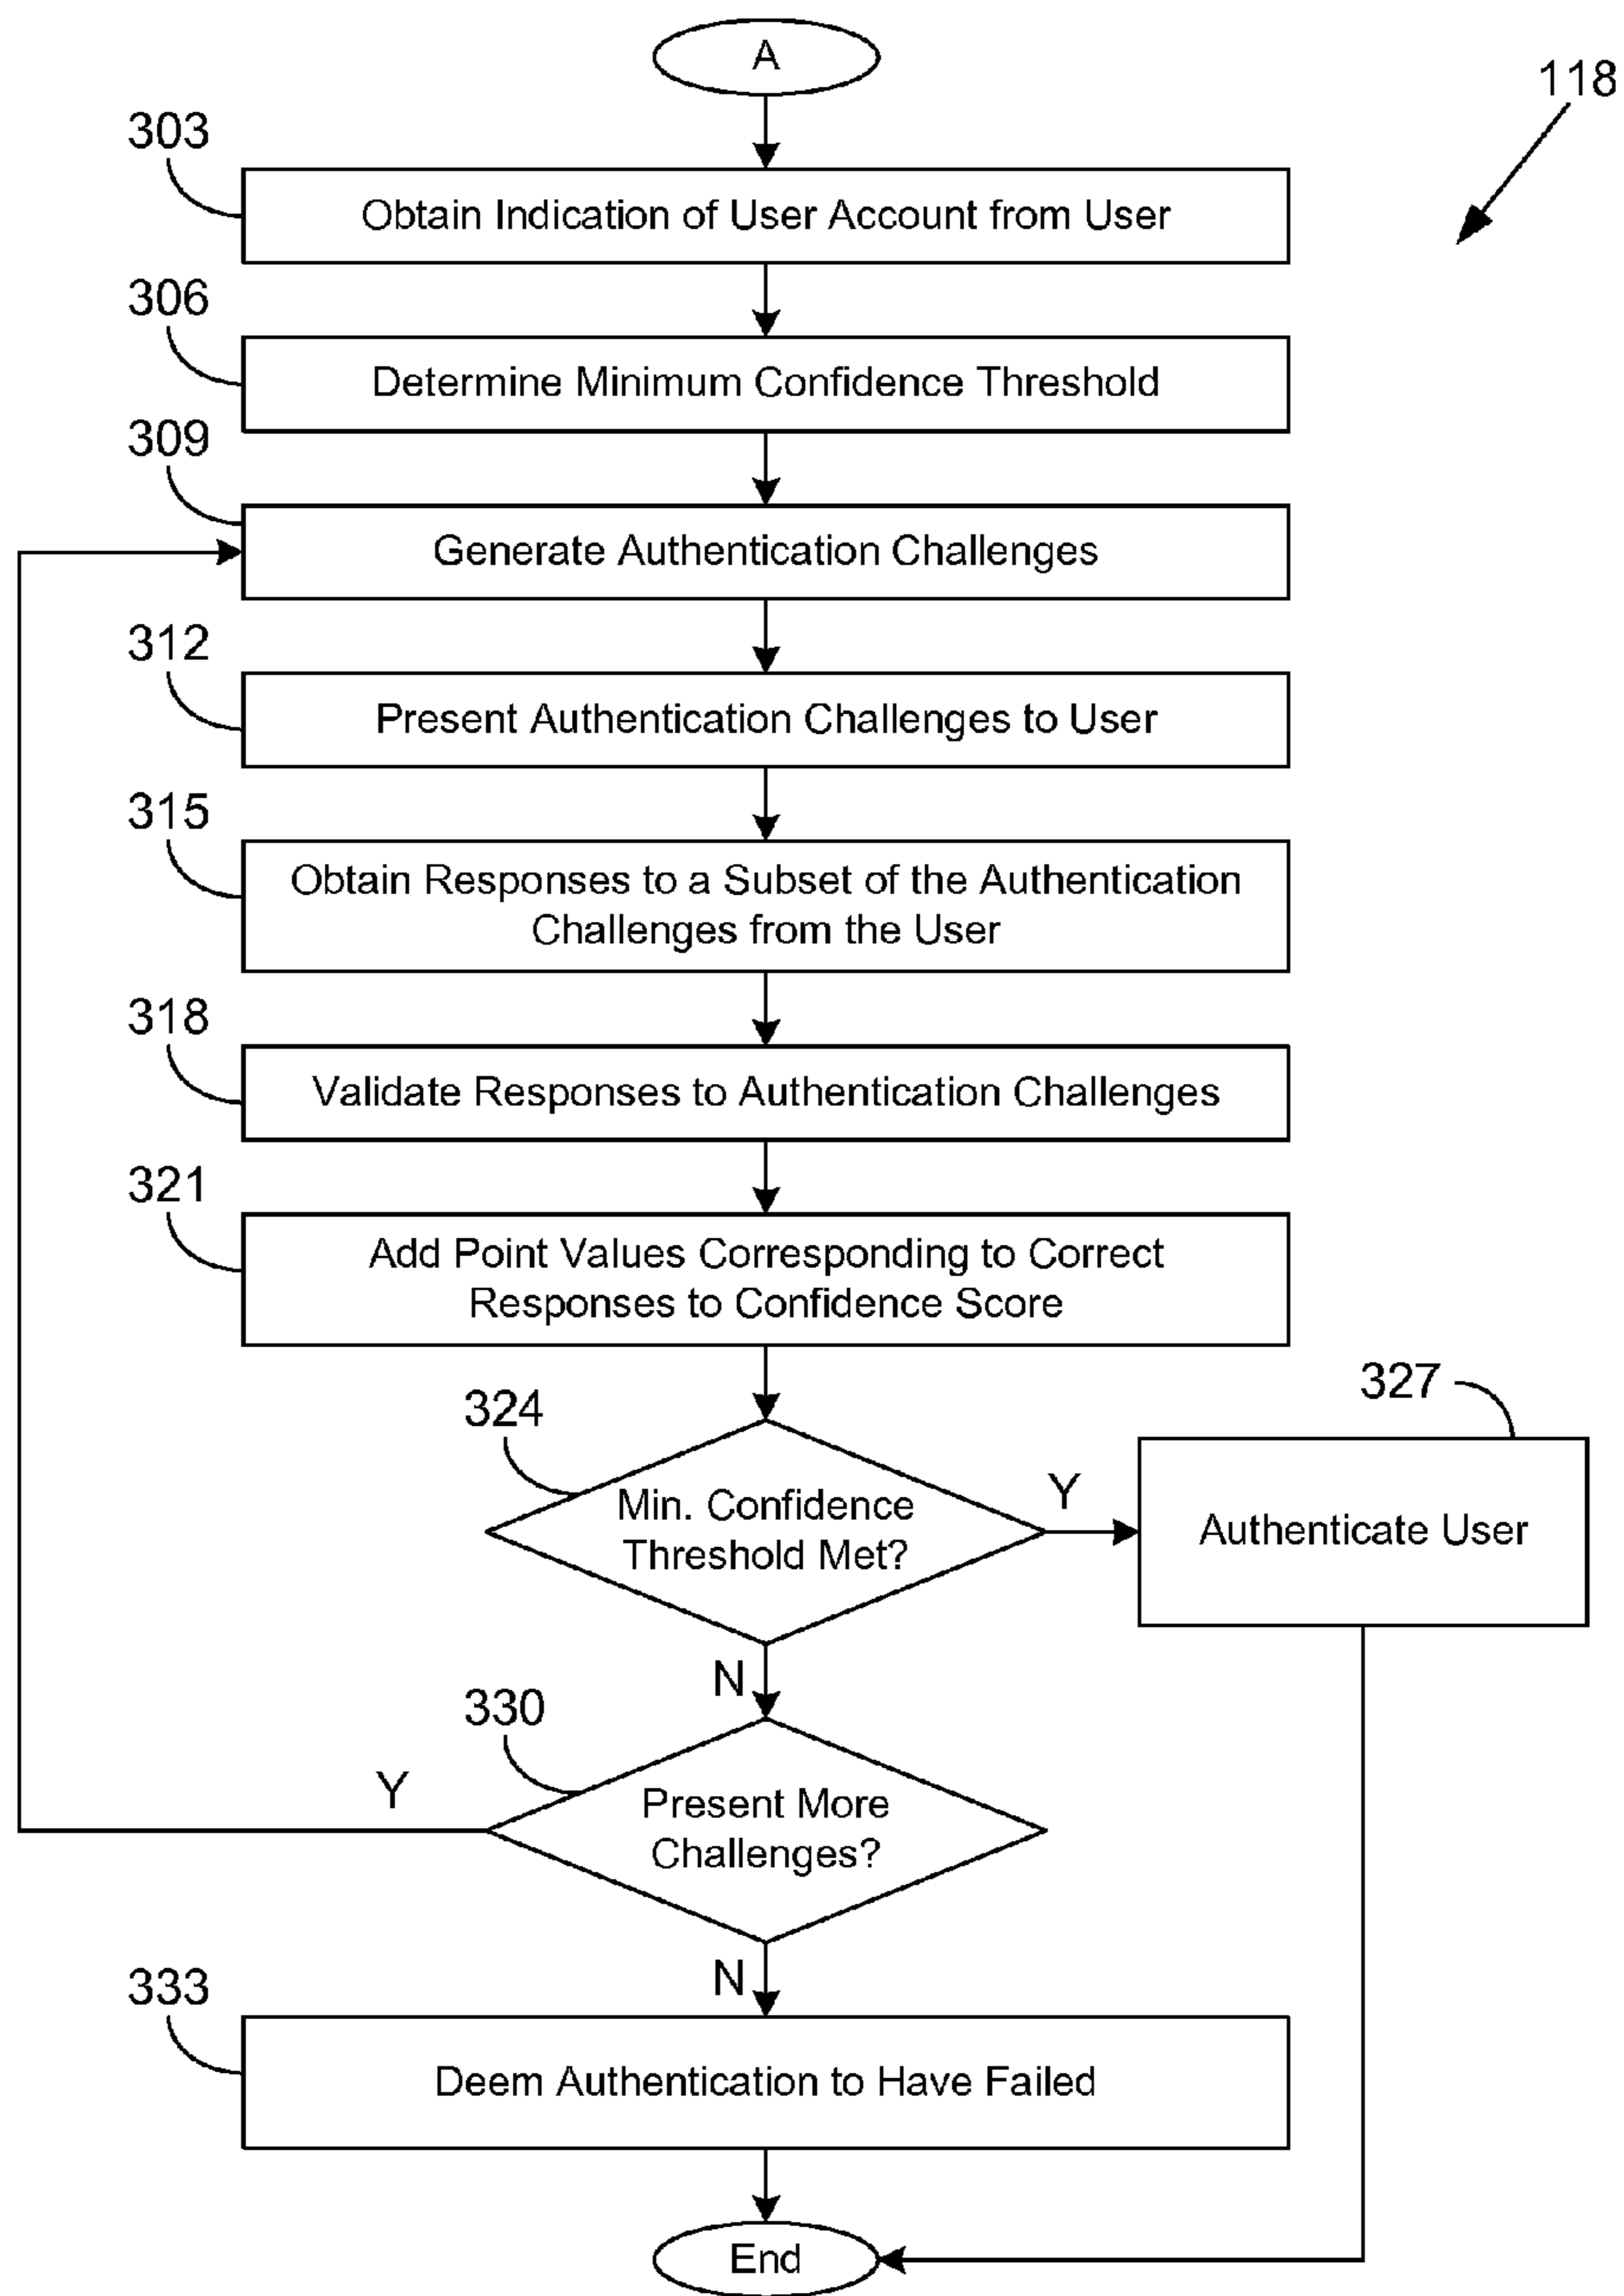 A
118
303
Obtain Indication of User Account from User
306
Determine Minimum Confidence Threshold
309
Generate Authentication Challenges
312
Present Authentication Challenges to User
315
Obtain Responses to a Subset of the Authentication
Challenges from the User
318
Validate Responses to Authentication Challenges
321
Add Point Values Corresponding to Correct
Responses to Confidence Score
324
Min. Confidence
Threshold Met?
Y
327
Authenticate User
N
330
Present More
Challenges?
Y
N
333
Deem Authentication to Have Failed
End